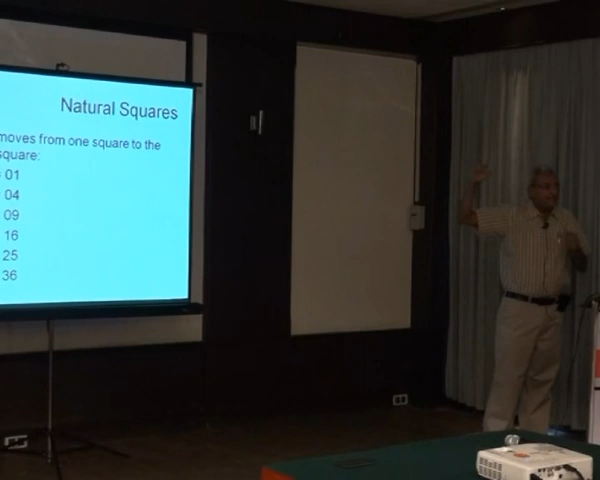 Natural Squares
moves from one square to the
square:
01
04
09
16
25
36